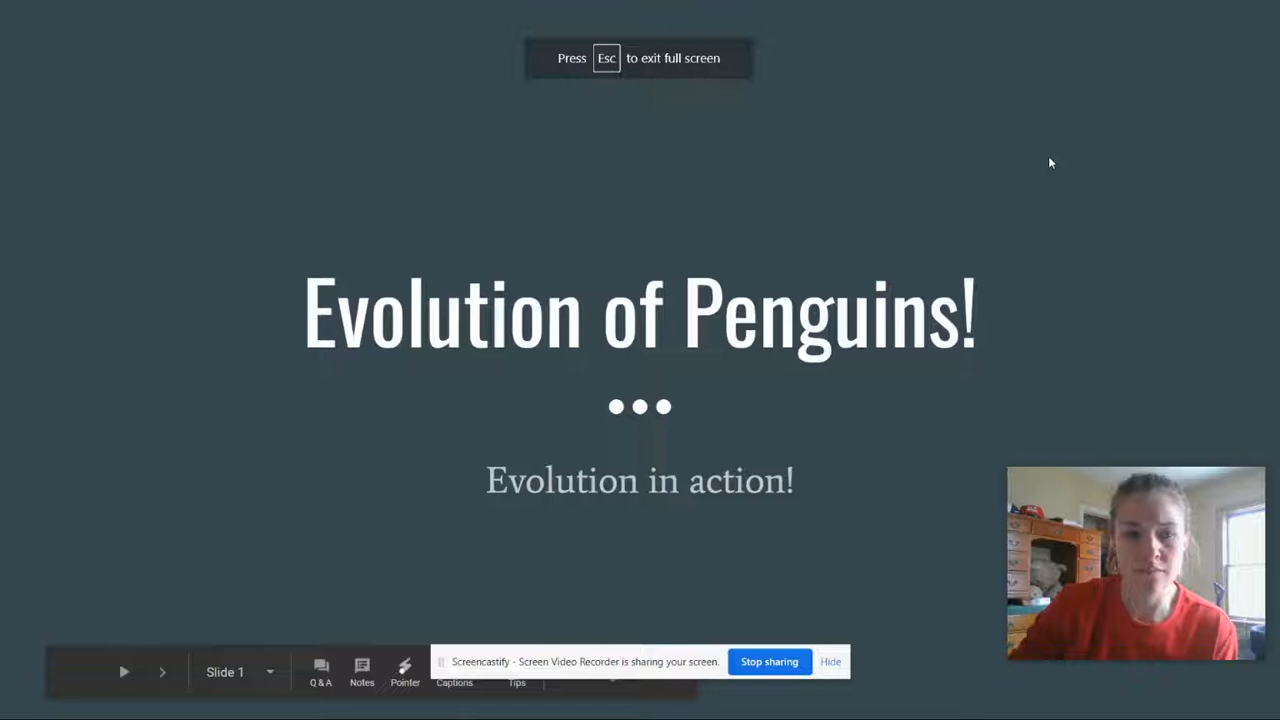 Press Esc to exit full screen
Evolution of Penguins!
Evolution in action!
Screencastify - Screen Video Recorder is sharing your screen. Stop sharing Hide
Slide 1
Q & A Notes Pointer Captions Tips